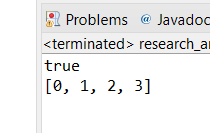 Problems @ Javadoc
<terminated> research_ar
true
[0, 1, 2, 3]